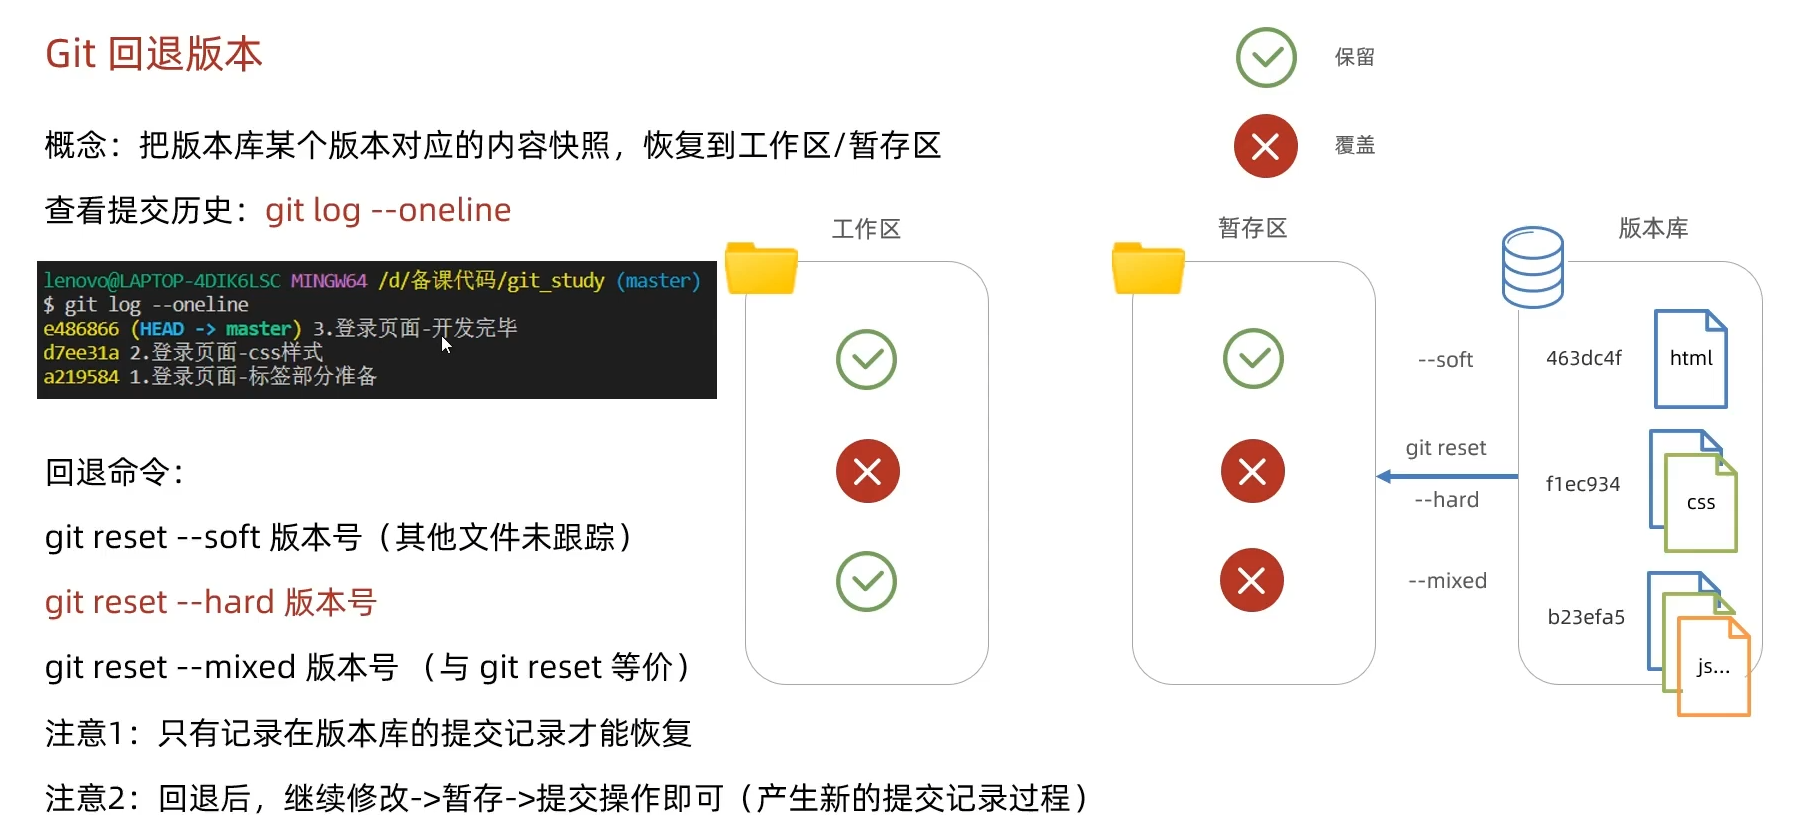 Git 回退版本
概念：把版本库某个版本对应的内容快照，恢复到工作区/暂存区
查看提交历史：git log --oneline
lenovo@LAPTOP-4DIK6LSC MINGW64 /d/备课代码/git_study (master)
$ git log --oneline
e486866 (HEAD -> master) 3.登录页面-开发完毕
d7ee31a 2.登录页面-css样式
a219584 1.登录页面-标签部分准备
回退命令：
git reset --soft 版本号（其他文件未跟踪）
git reset --hard 版本号
git reset --mixed 版本号 （与 git reset 等价）
注意1：只有记录在版本库的提交记录才能恢复
注意2：回退后，继续修改->暂存->提交操作即可（产生新的提交记录过程）
保留
覆盖
工作区
暂存区
版本库
--soft
git reset
--hard
--mixed
463dc4f
html
f1ec934
css
b23efa5
js...